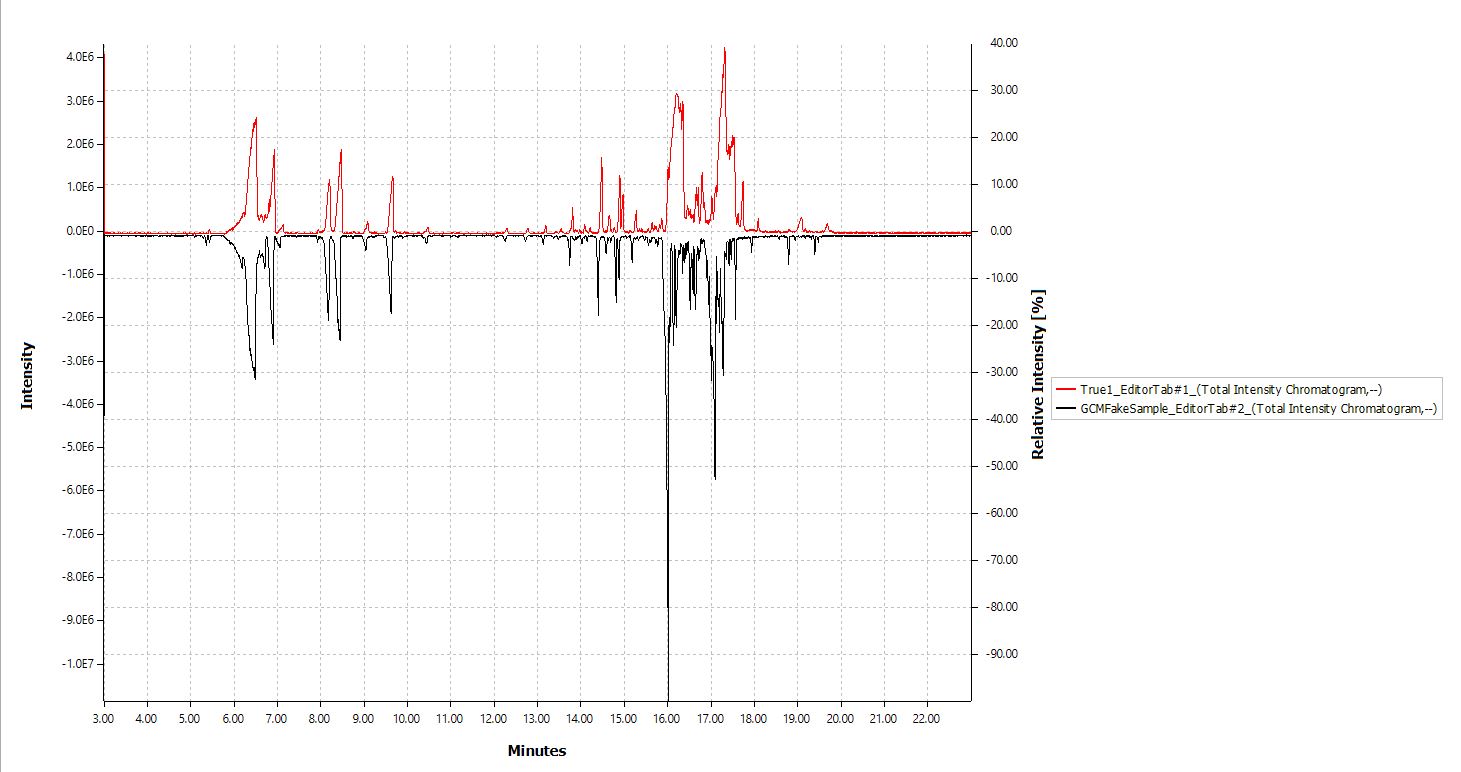 4.0E6
3.0E6
2.0E6
1.0E6
0.0E0
-1.0E6
-2.0E6
-3.0E6
-4.0E6
-5.0E6
-6.0E6
-7.0E6
-8.0E6
-9.0E6
-1.0E7
Intensity
40.00
30.00
20.00
10.00
0.00
-10.00
-20.00
-30.00
-40.00
-50.00
-60.00
-70.00
-80.00
-90.00
Relative Intensity [%]
True1_EditorTab#1_(Total Intensity Chromatogram,--)
GCMFakeSample_EditorTab#2_(Total Intensity Chromatogram,--)
3.00 4.00 5.00 6.00 7.00 8.00 9.00 10.00 11.00 12.00 13.00 14.00 15.00 16.00 17.00 18.00 19.00 20.00 21.00 22.00
Minutes